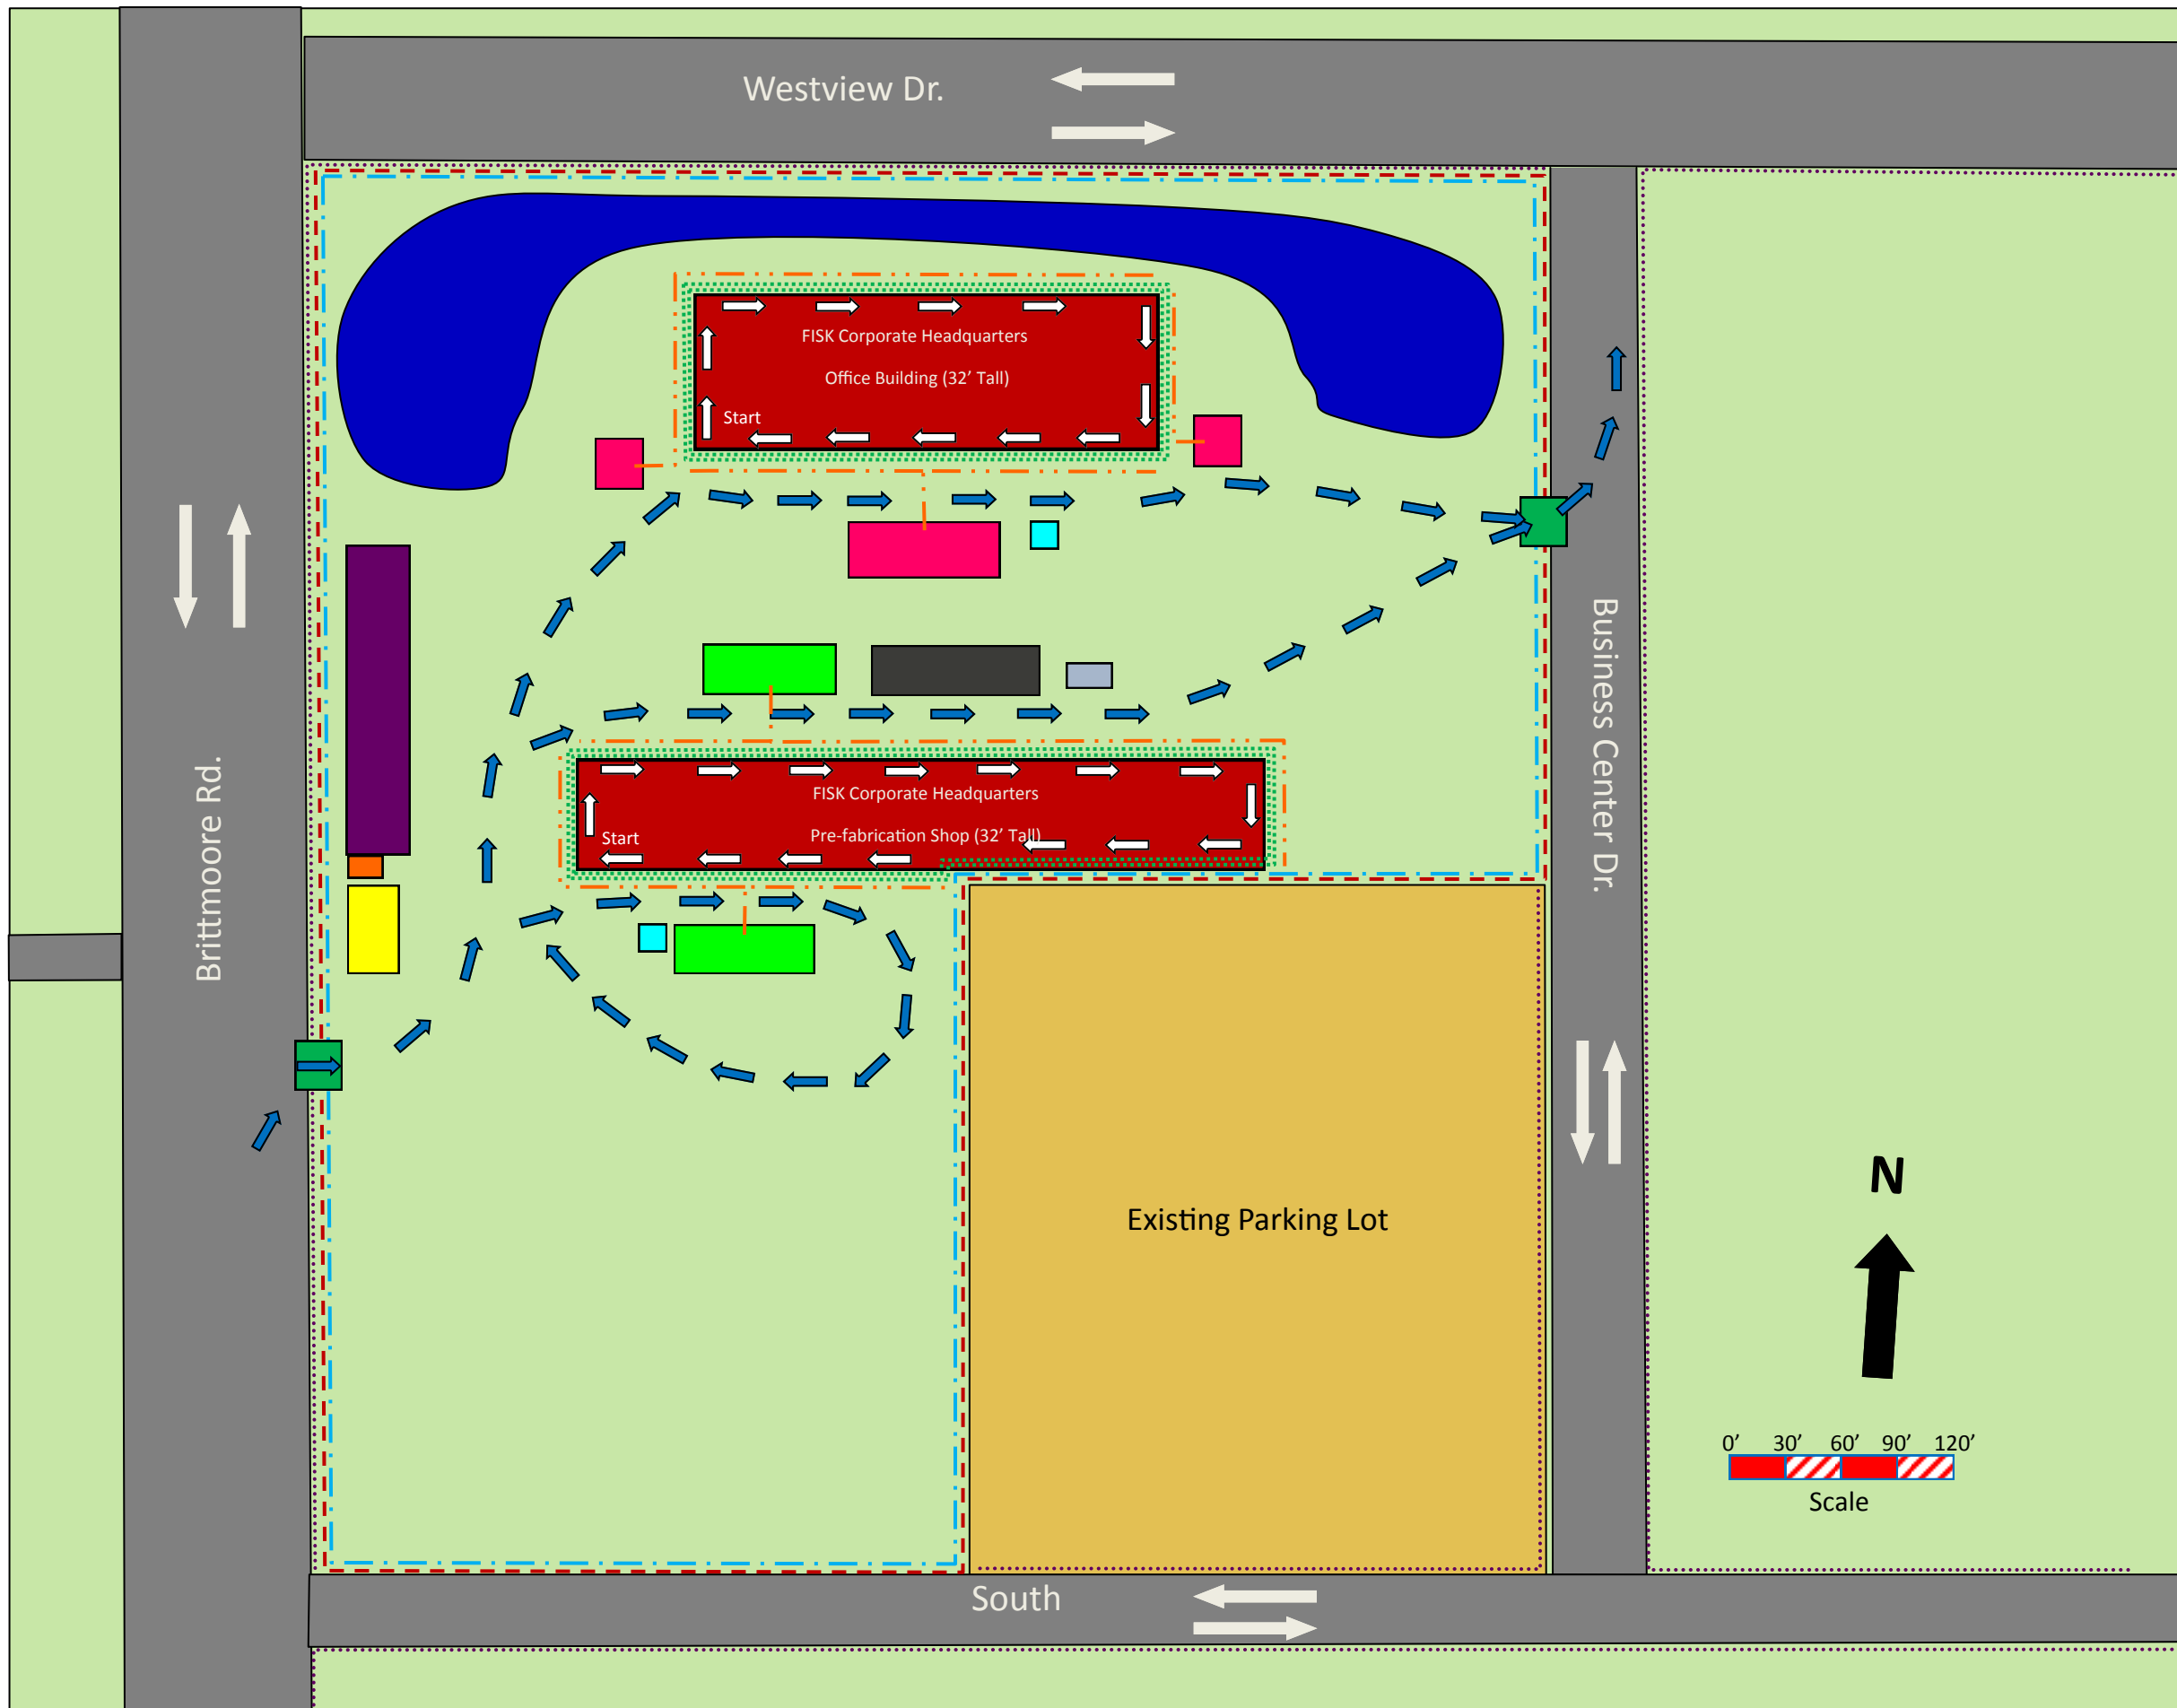 Westview Dr.
FISK Corporate Headquarters
Office Building (32’ Tall)
Start
Business Center Dr.
Brittmoore Rd.
FISK Corporate Headquarters
Pre-fabrication Shop (32’ Tall)
Start
N
Existing Parking Lot
0’ 30’ 60’ 90’ 120’
Scale
South